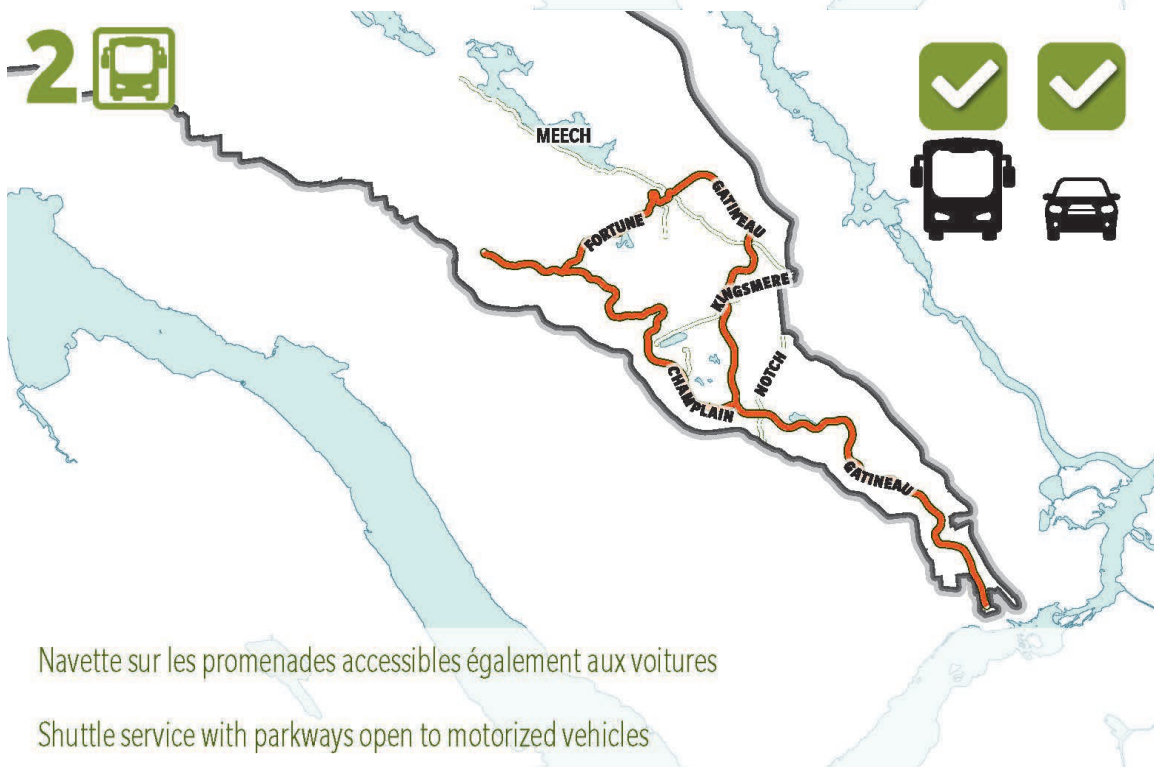 2
MEECH
FORTUNE
GATINEAU
KINGSMERE
NOTCH
CHAMPLAIN
GATINEAU
Navette sur les promenades accessibles également aux voitures
Shuttle service with parkways open to motorized vehicles